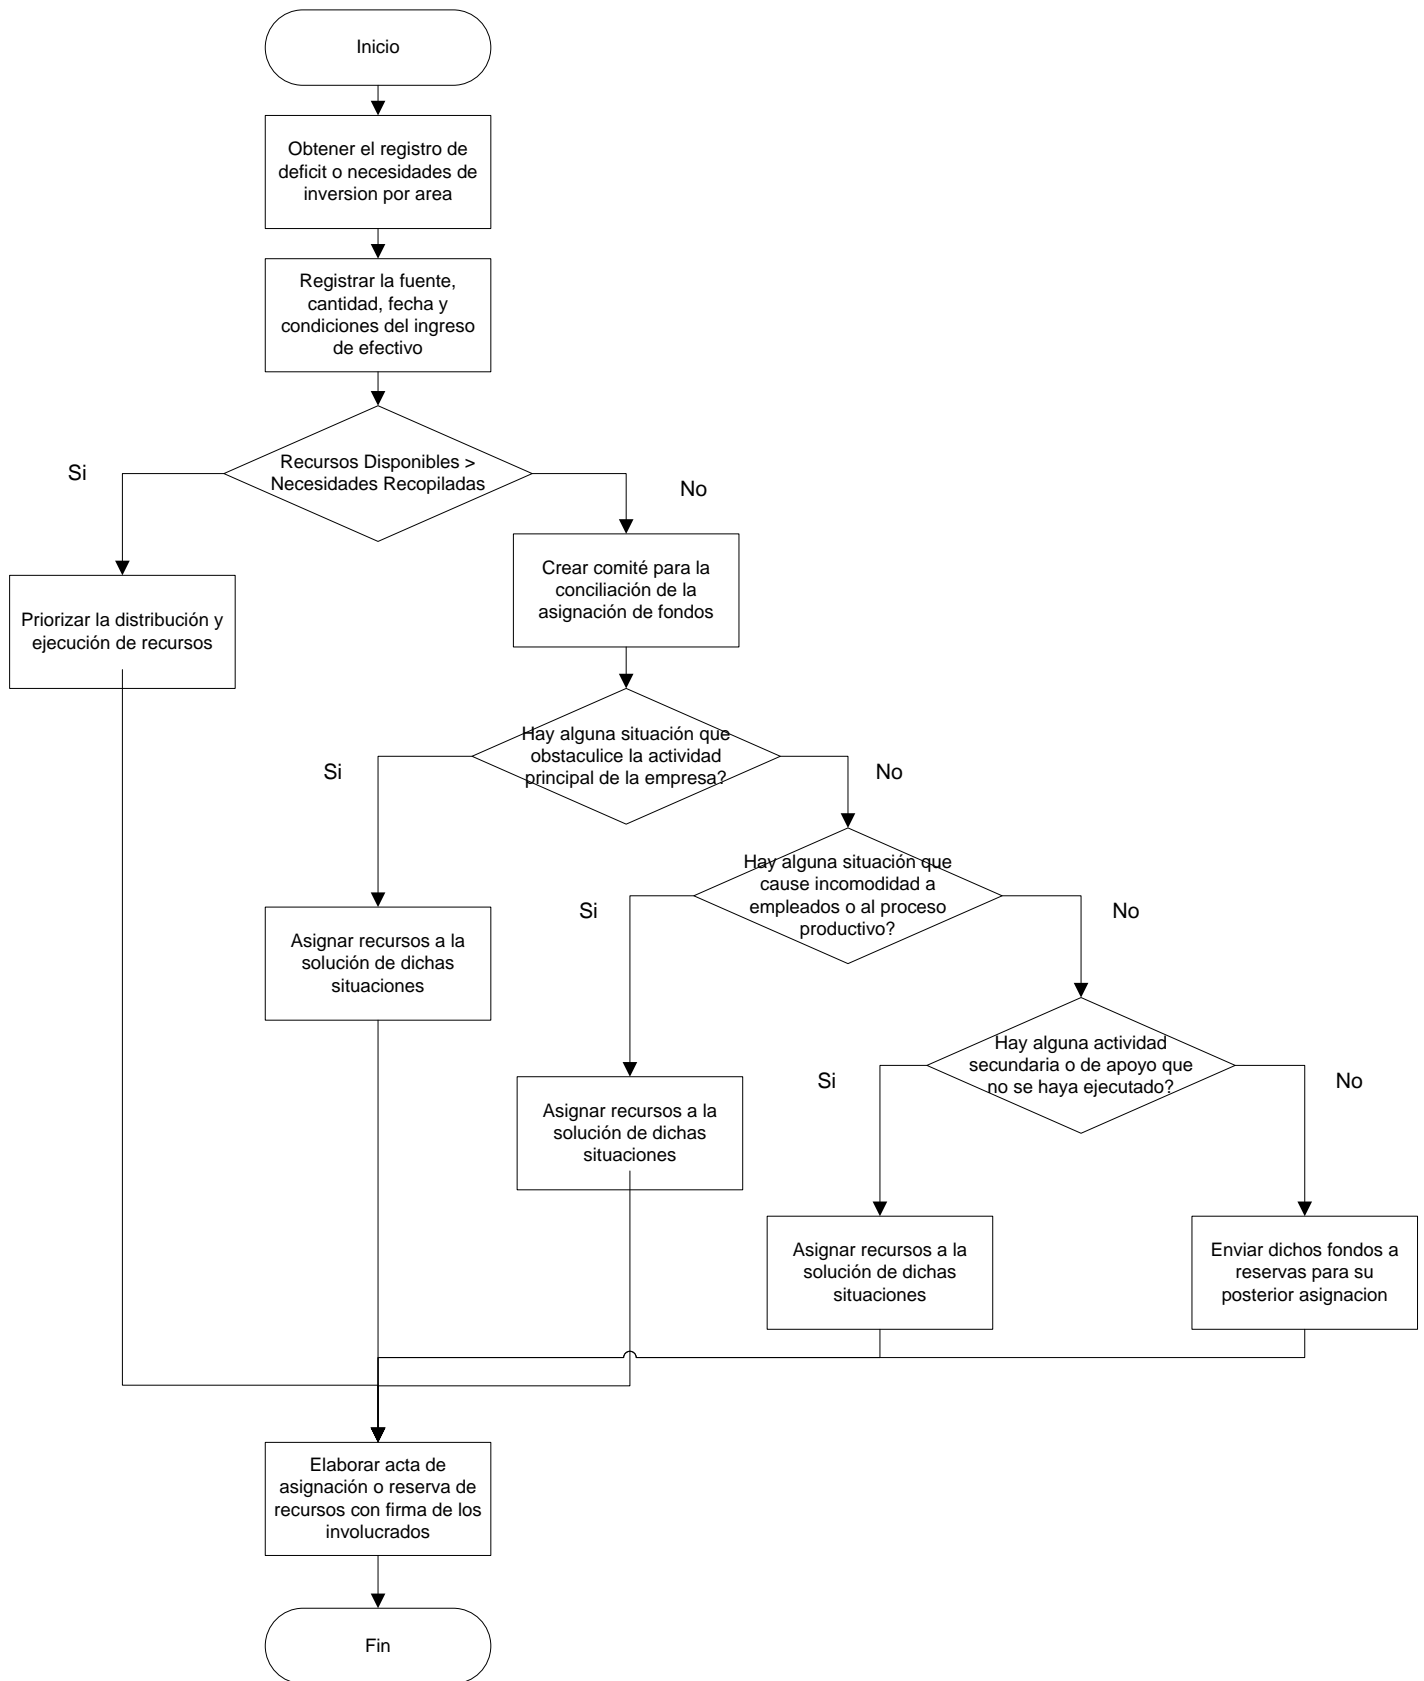 Inicio
Obtener el registro de
deficit o necesidades de
inversion por area
Registrar la fuente,
cantidad, fecha y
condiciones del ingreso
de efectivo
Recursos Disponibles >
Necesidades Recopiladas
Si
No
Priorizar la distribución y
ejecución de recursos
Crear comité para la
conciliación de la
asignación de fondos
Hay alguna situación que
obstaculice la actividad
principal de la empresa?
Si
No
Hay alguna situación que
cause incomodidad a
empleados o al proceso
productivo?
Si
No
Asignar recursos a la
solución de dichas
situaciones
Hay alguna actividad
secundaria o de apoyo que
no se haya ejecutado?
Si
No
Asignar recursos a la
solución de dichas
situaciones
Asignar recursos a la
solución de dichas
situaciones
Enviar dichos fondos a
reservas para su
posterior asignacion
Elaborar acta de
asignación o reserva de
recursos con firma de los
involucrados
Fin